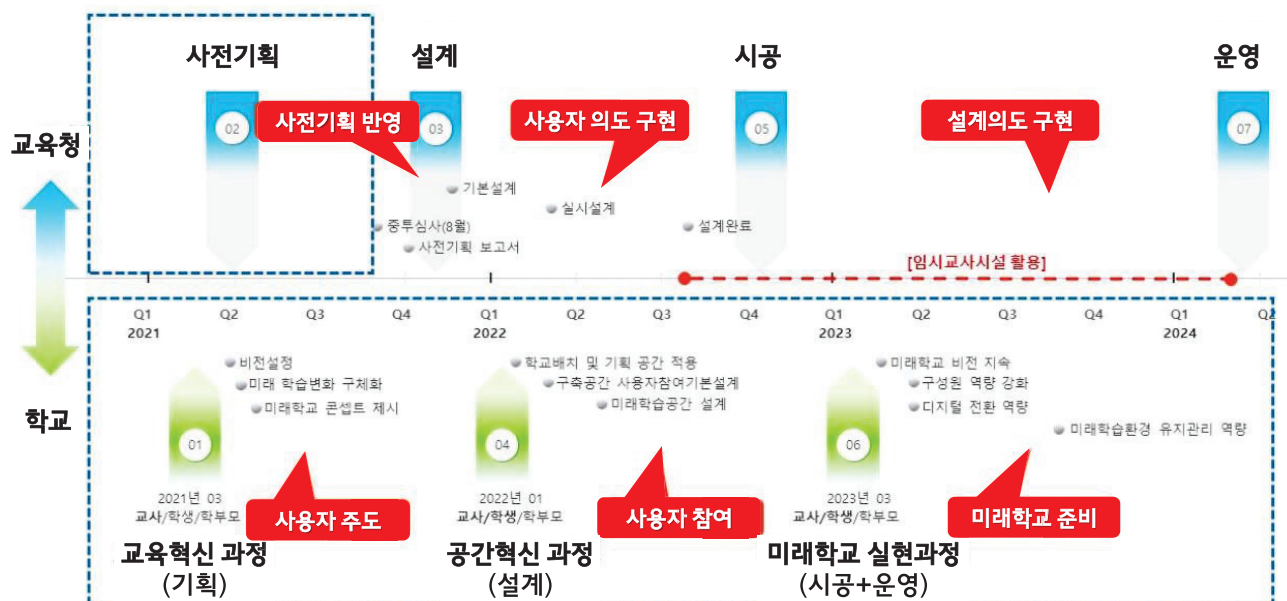 사전기획
설계
시공
운영
교육청
02
사전기획 반영
03
사용자 의도 구현
05
설계의도 구현
07
기본설계
실시설계
중투심사(8월)
사전기획 보고서
설계완료
[임시교사시설 활용]
Q1 Q2 Q3 Q4 Q1 Q2 Q3 Q4 Q1 Q2 Q3 Q4 Q1 Q2
2021 2022 2023 2024
학교
비전설정
미래 학습변화 구체화
미래학교 콘셉트 제시
01
2021년 03
교사/학생/학부모
사용자 주도
교육혁신 과정
(기획)
학교배치 및 기획 공간 적용
구축공간 사용자참여기본설계
미래학습공간 설계
04
2022년 01
교사/학생/학부모
사용자 참여
공간혁신 과정
(설계)
미래학교 비전 지속
구성원 역량 강화
디지털 전환 역량
미래학습환경 유지관리 역량
06
2023년 03
교사/학생/학부모
미래학교 준비
미래학교 실현과정
(시공+운영)